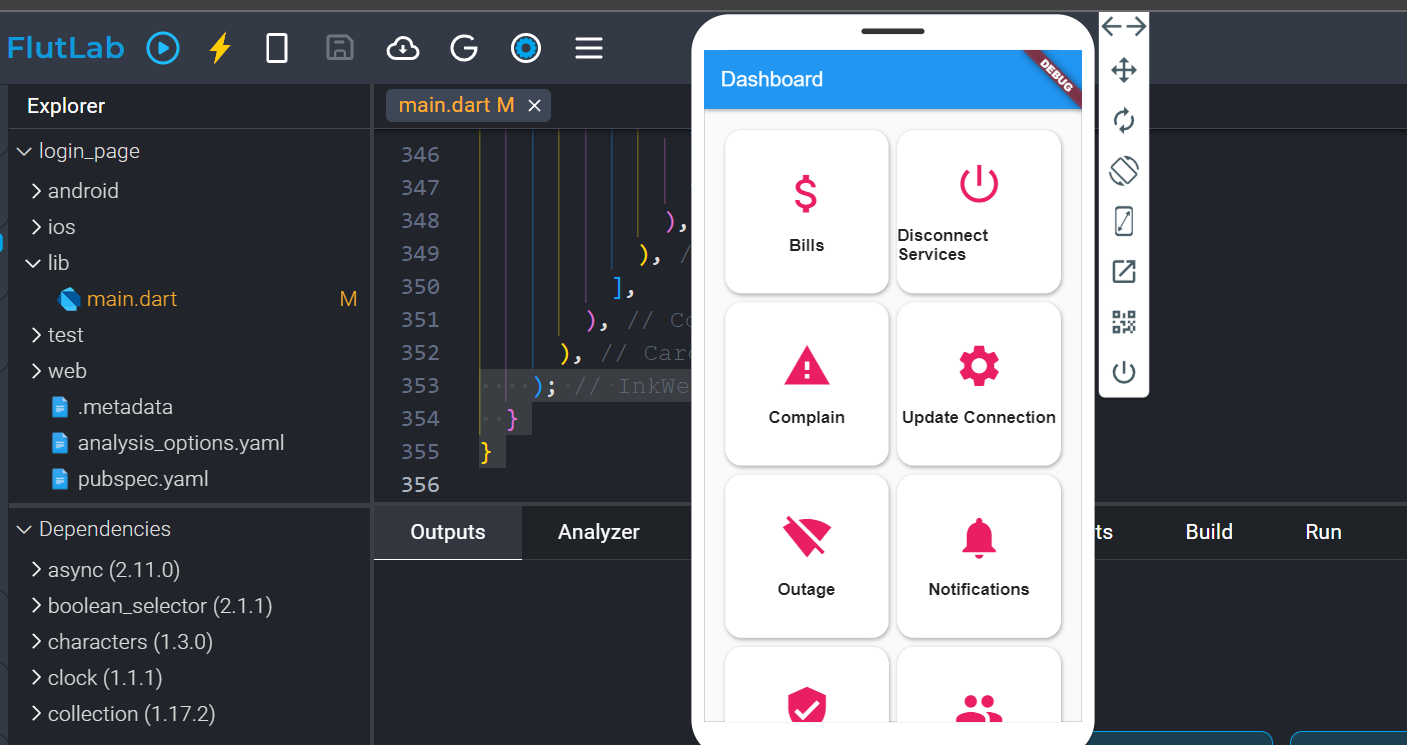 FlutLab
Explorer
login_page
android
ios
lib
main.dart M
test
web
.metadata
analysis_options.yaml
pubspec.yaml
Dependencies
async (2.11.0)
boolean_selector (2.1.1)
characters (1.3.0)
clock (1.1.1)
collection (1.17.2)
main.dart M
346
347
348 ),
349 ), /
350 ],
351 ), // Co
352 ), // Card
353 ); // InkWe
354 }
355 }
356
Outputs Analyzer
Build Run
Dashboard
DEBUG
Bills
Disconnect
Services
Complain
Update Connection
Outage
Notifications